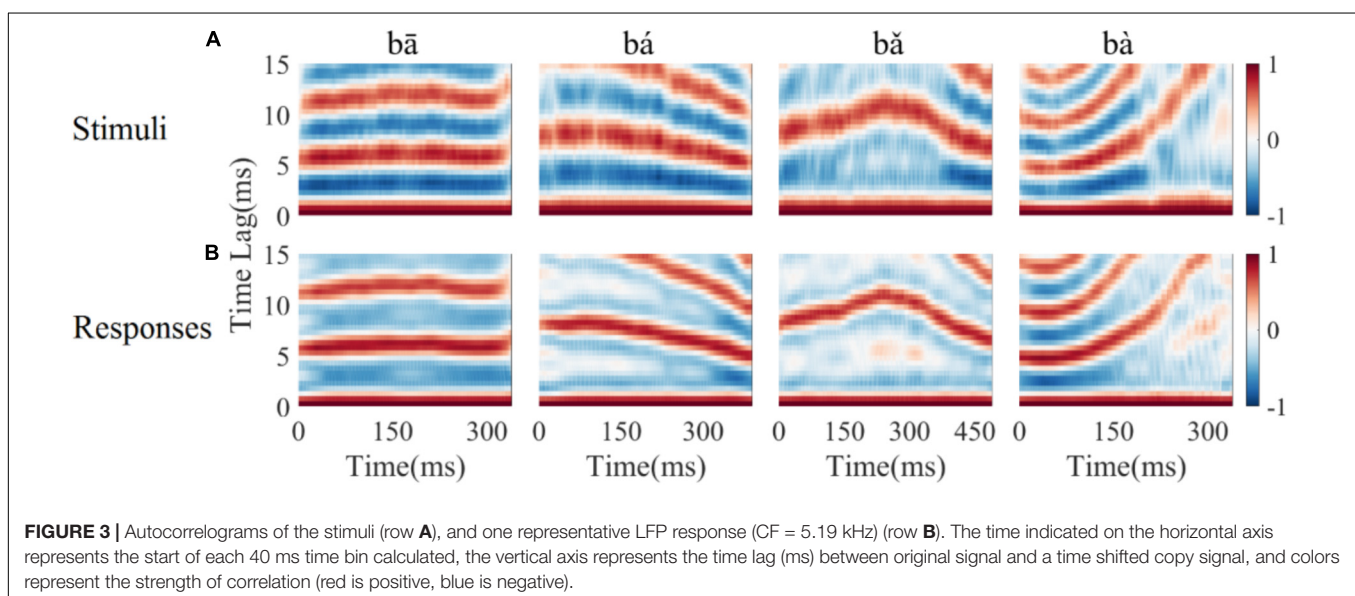 A
bā bá bǎ bà
Stimuli
15
10
5
0
1
0
-1
B
Responses
Time Lag(ms)
15
10
5
0
1
0
-1
0 150 300 0 150 300 0 150 300 450 0 150 300
Time(ms) Time(ms) Time(ms) Time(ms)
FIGURE 3 | Autocorrelograms of the stimuli (row A), and one representative LFP response (CF = 5.19 kHz) (row B). The time indicated on the horizontal axis
represents the start of each 40 ms time bin calculated, the vertical axis represents the time lag (ms) between original signal and a time shifted copy signal, and colors
represent the strength of correlation (red is positive, blue is negative).